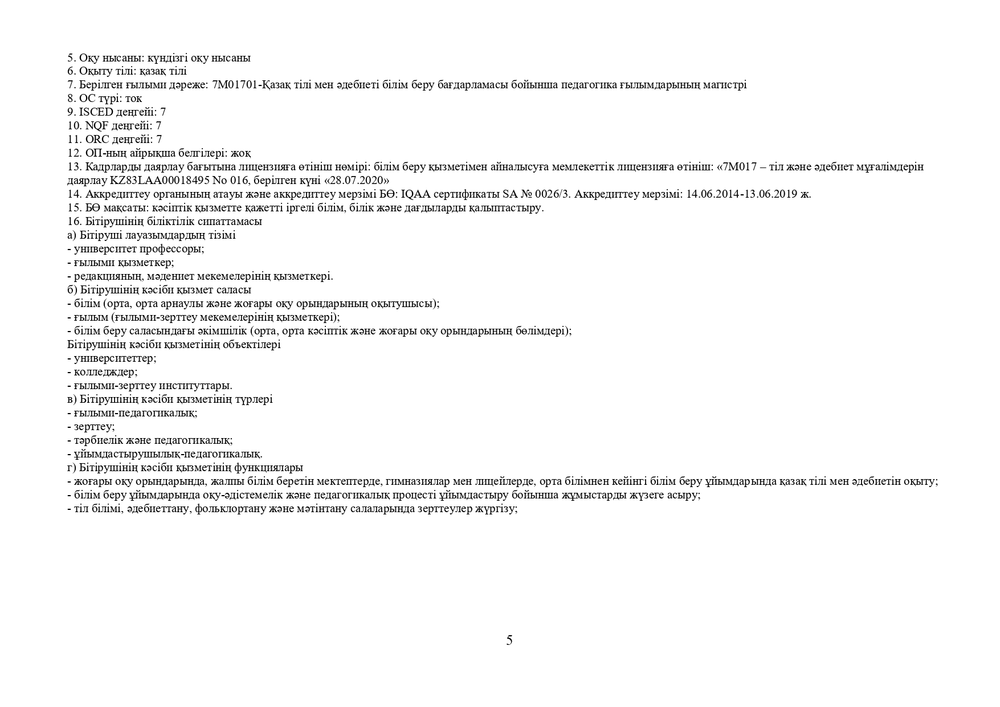 5. Оқу нысаны: күндізгі оқу нысаны
6. Оқыту тілі: қазақ тілі
7. Берілген ғылыми дәреже: 7М01701-Қазақ тілі мен әдебиеті білім беру бағдарламасы бойынша педагогика ғылымдарының магистрі
8. ОС түрі: ток
9. ISCED деңгейі: 7
10. NQF деңгейі: 7
11. ORC деңгейі: 7
12. ОП-ның айрықша белгілері: жоқ
13. Кадрларды даярлау бағытына лицензияға өтініш нөмірі: білім беру қызметімен айналысуға мемлекеттік лицензияға өтініш: «7М017 – тіл және әдебиет мұғалімдерін
даярлау KZ83LAA00018495 No 016, берілген күні «28.07.2020»
14. Аккредиттеу органының атауы және аккредиттеу мерзімі БӨ: IQAA сертификаты SA № 0026/3. Аккредиттеу мерзімі: 14.06.2014-13.06.2019 ж.
15. БӨ мақсаты: кәсіптік қызметте қажетті іргелі білім, білік және дағдыларды қалыптастыру.
16. Бітірушінің біліктілік сипаттамасы
а) Бітіруші лауазымдардың тізімі
- университет профессоры;
- ғылыми қызметкер;
- редакцияның, мәдениет мекемелерінің қызметкері.
б) Бітірушінің кәсіби қызмет саласы
- білім (орта, орта арнаулы және жоғары оқу орындарының оқытушысы);
- ғылым (ғылыми-зерттеу мекемелерінің қызметкері);
- білім беру саласындағы әкімшілік (орта, орта кәсіптік және жоғары оқу орындарының бөлімдері);
Бітірушінің кәсіби қызметінің объектілері
- университеттер;
- колледждер;
- ғылыми-зерттеу институттары.
в) Бітірушінің кәсіби қызметінің түрлері
- ғылыми-педагогикалық;
- зерттеу;
- тәрбиелік және педагогикалық;
- ұйымдастырушылық-педагогикалық.
г) Бітірушінің кәсіби қызметінің функциялары
- жоғары оқу орындарында, жалпы білім беретін мектептерде, гимназиялар мен лицейлерде, орта білімнен кейінгі білім беру ұйымдарында қазақ тілі мен әдебиетін оқыту;
- білім беру ұйымдарында оқу-әдістемелік және педагогикалық процесті ұйымдастыру бойынша жұмыстарды жүзеге асыру;
- тіл білімі, әдебиеттану, фольклортану және мәтінтану салаларында зерттеулер жүргізу;
5